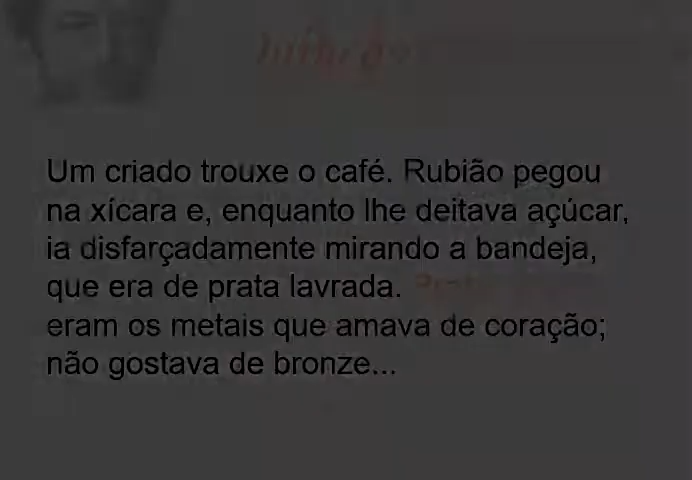 Um criado trouxe o café. Rubião pegou
na xícara e, enquanto lhe deitava açúcar,
ia disfarçadamente mirando a bandeja,
que era de prata lavrada.
eram os metais que amava de coração;
não gostava de bronze...